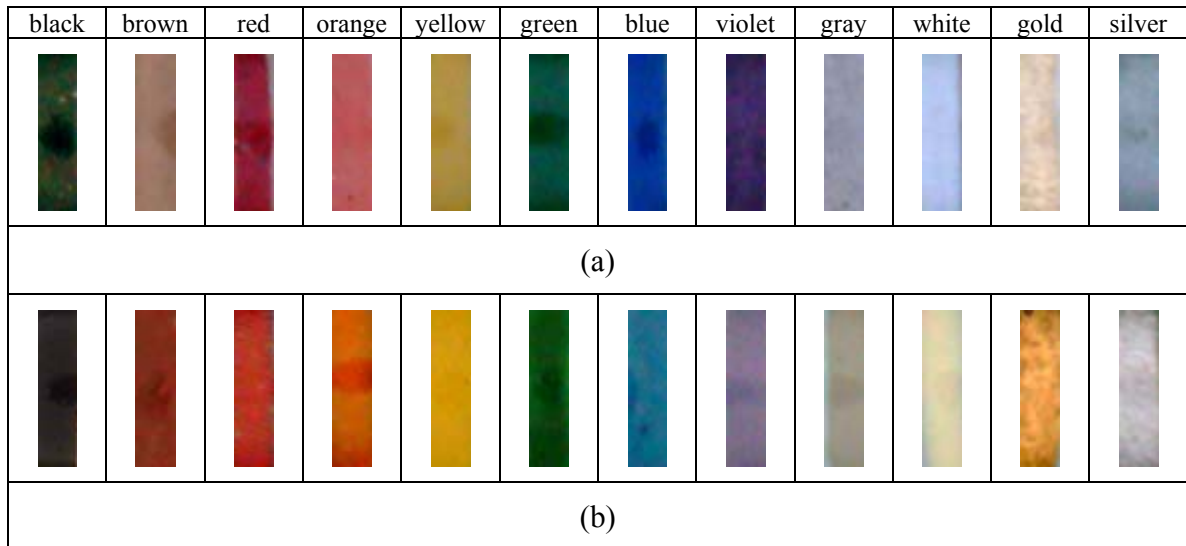 black brown red orange yellow green blue violet gray white gold silver
(a)
(b)